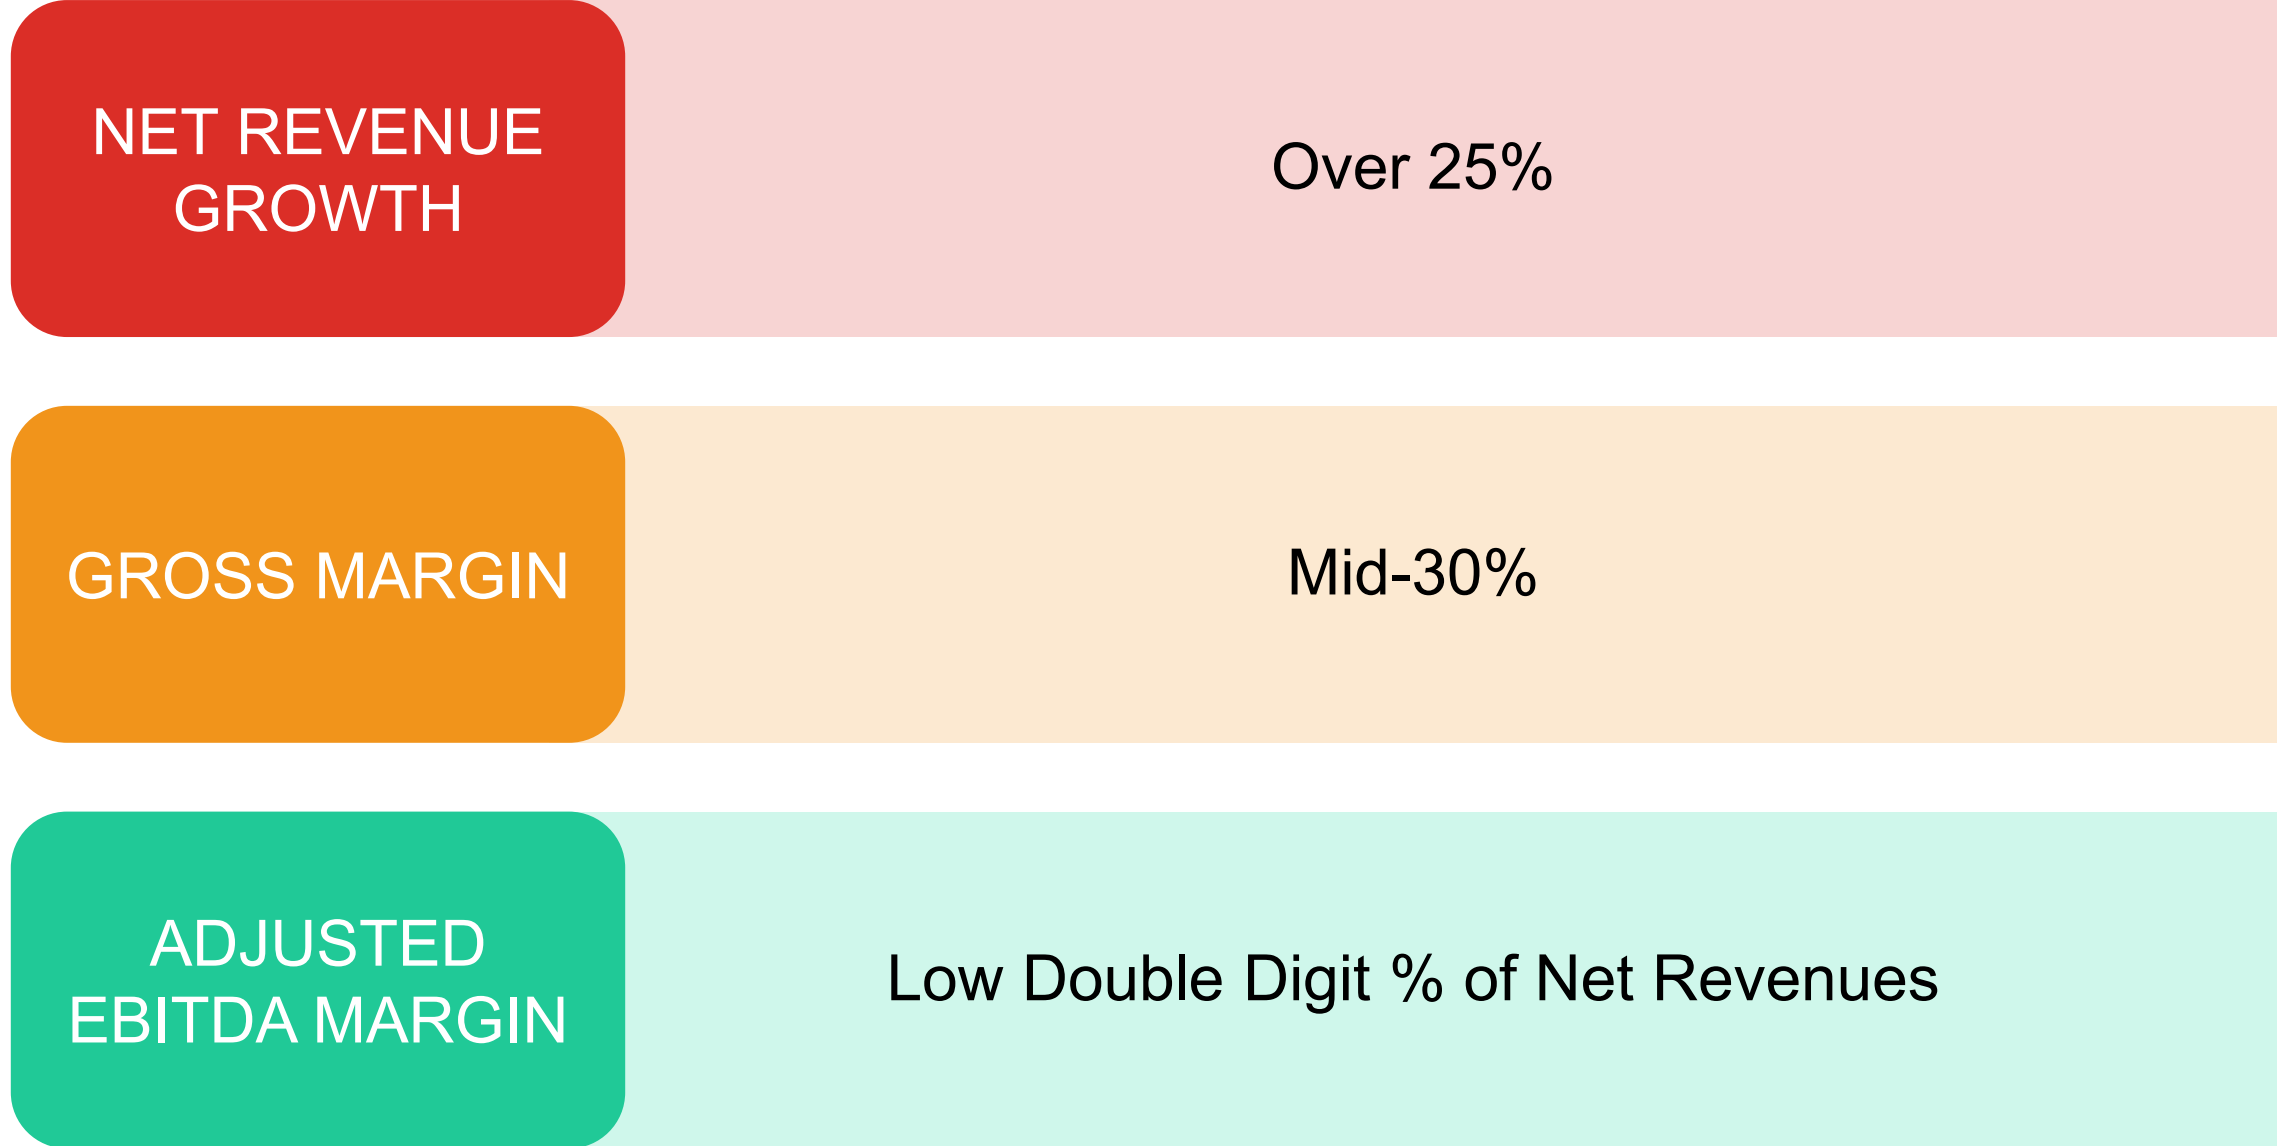 NET REVENUE
GROWTH
Over 25%
GROSS MARGIN
Mid-30%
ADJUSTED
EBITDA MARGIN
Low Double Digit % of Net Revenues